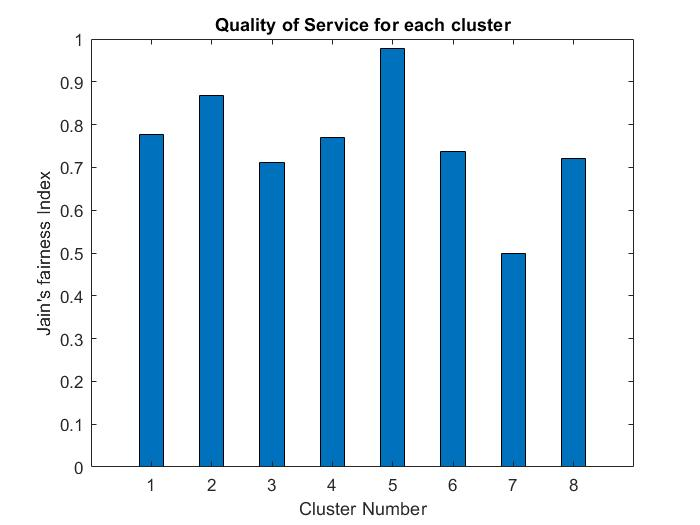 Quality of Service for each cluster
1
0.9
0.8
0.7
0.6
0.5
0.4
0.3
0.2
0.1
0
Jain's fairness Index
1 2 3 4 5 6 7 8
Cluster Number